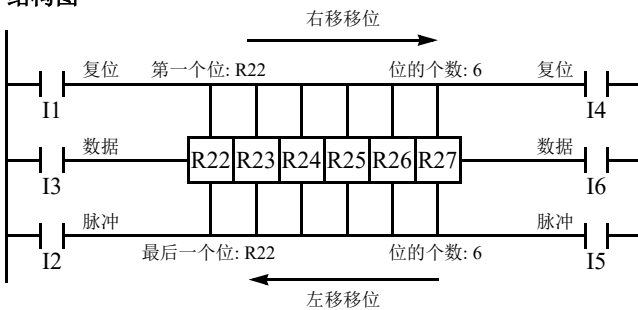 结构图
右移移位
复位 第一个位: R22 位的个数: 6 复位
I1 I4
数据 R22 R23 R24 R25 R26 R27 数据
I3 I6
脉冲 脉冲
I2 最后一个位: R22 位的个数: 6 I5
左移移位